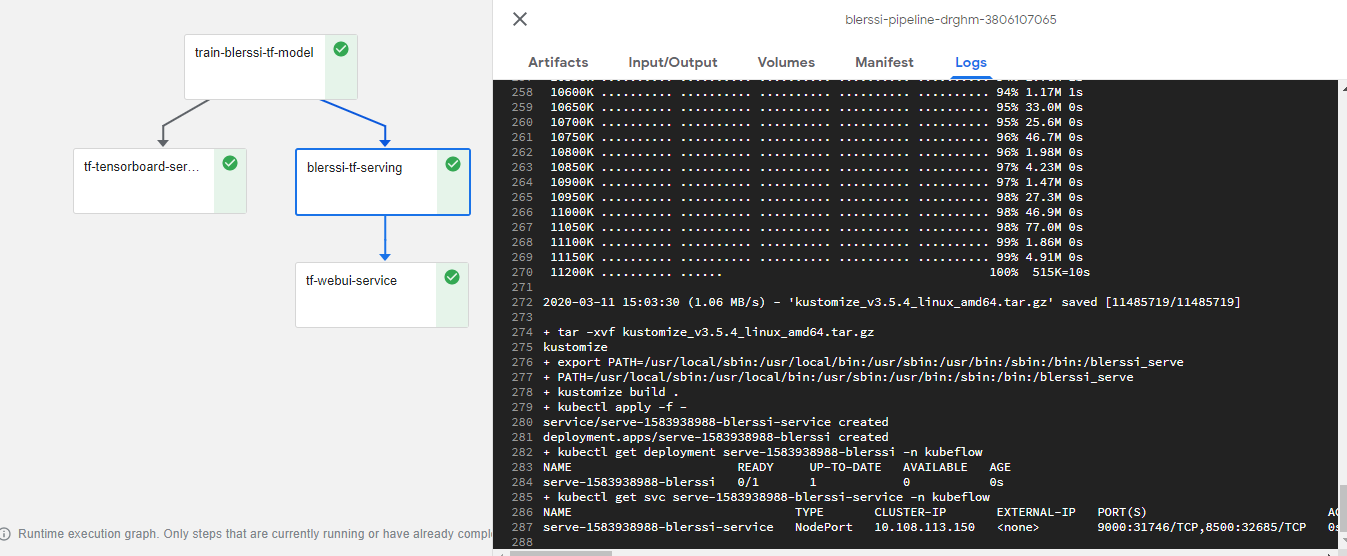 train-blerssi-tf-model
tf-tensorboard-ser...
blerssi-tf-serving
tf-webui-service
Runtime execution graph. Only steps that are currently running or have already comple
blerssi-pipeline-drghm-3806107065
Artifacts Input/Output Volumes Manifest Logs
258 10600K .......... .......... .......... .......... .......... 94% 1.17M 1s
259 10650K .......... .......... .......... .......... .......... 95% 33.0M 0s
260 10700K .......... .......... .......... .......... .......... 95% 25.6M 0s
261 10750K .......... .......... .......... .......... .......... 96% 46.7M 0s
262 10800K .......... .......... .......... .......... .......... 96% 1.98M 0s
263 10850K .......... .......... .......... .......... .......... 97% 4.23M 0s
264 10900K .......... .......... .......... .......... .......... 97% 1.47M 0s
265 10950K .......... .......... .......... .......... .......... 98% 27.3M 0s
266 11000K .......... .......... .......... .......... .......... 98% 46.9M 0s
267 11050K .......... .......... .......... .......... .......... 98% 77.0M 0s
268 11100K .......... .......... .......... .......... .......... 99% 1.86M 0s
269 11150K .......... .......... .......... .......... .......... 99% 4.91M 0s
270 11200K .......... ...... 100% 515K=10s
271
272 2020-03-11 15:03:30 (1.06 MB/s) - 'kustomize_v3.5.4_linux_amd64.tar.gz' saved [11485719/11485719]
273
274 + tar -xvf kustomize_v3.5.4_linux_amd64.tar.gz
275 kustomize
276 + export PATH=/usr/local/sbin:/usr/local/bin:/usr/sbin:/usr/bin:/sbin:/bin:/blerssi_serve
277 + PATH=/usr/local/sbin:/usr/local/bin:/usr/sbin:/usr/bin:/sbin:/bin:/blerssi_serve
278 + kustomize build .
279 + kubectl apply -f -
280 service/serve-1583938988-blerssi-service created
281 deployment.apps/serve-1583938988-blerssi created
282 + kubectl get deployment serve-1583938988-blerssi -n kubeflow
283 NAME READY UP-TO-DATE AVAILABLE AGE
284 serve-1583938988-blerssi 0/1 1 0 0s
285 + kubectl get svc serve-1583938988-blerssi-service -n kubeflow
286 NAME TYPE CLUSTER-IP EXTERNAL-IP PORT(S) AG
287 serve-1583938988-blerssi-service NodePort 10.108.113.150 <none> 9000:31746/TCP,8500:32685/TCP 0s
288